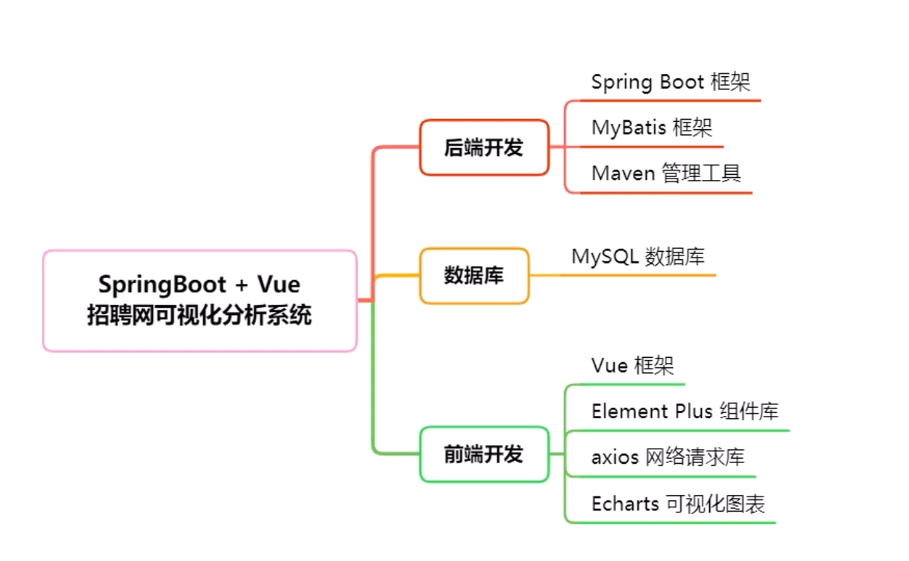 SpringBoot + Vue
招聘网可视化分析系统
后端开发
Spring Boot 框架
MyBatis 框架
Maven 管理工具
数据库
MySQL 数据库
前端开发
Vue 框架
Element Plus 组件库
axios 网络请求库
Echarts 可视化图表